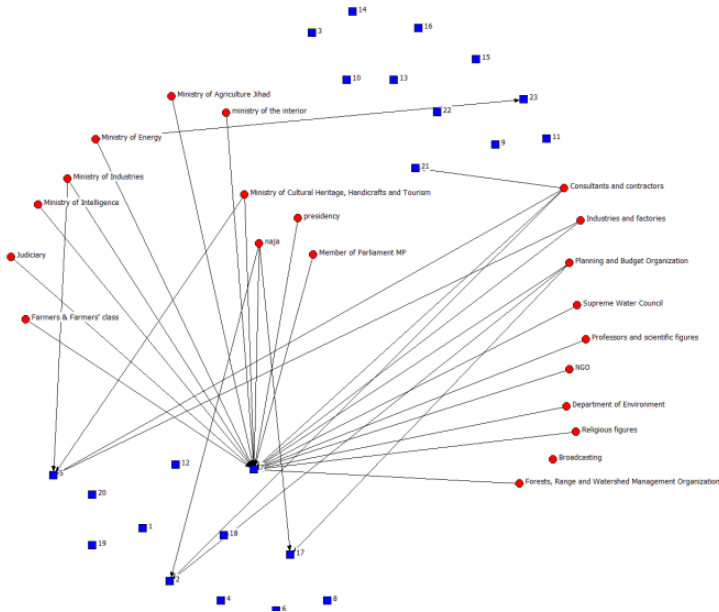 14
3
16
15
10
13
Ministry of Agriculture Jihad
23
ministry of the interior
22
Ministry of Energy
11
9
21
Ministry of Industries
Consultants and contractors
Ministry of Cultural Heritage, Handicrafts and Tourism
Ministry of Intelligence
presidency
Industries and factories
naja
Member of Parliament MP
Judiciary
Planning and Budget Organization
Supreme Water Council
Farmers & Farmers' class
Professors and scientific figures
NGO
Department of Environment
Religious figures
Broadcasting
12
Forests, Range and Watershed Management Organization
20
1
18
19
17
2
4
8
6